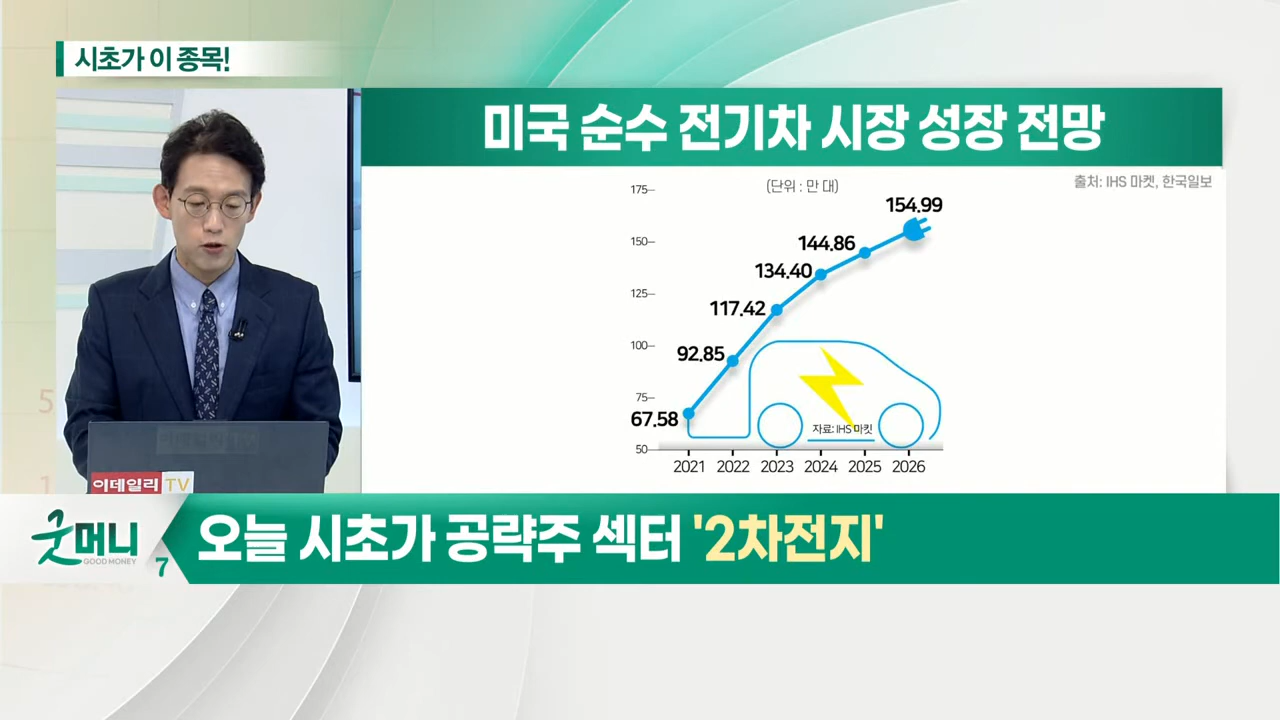 시초가 이 종목!
미국 순수 전기차 시장 성장 전망
(단위 : 만 대)
출처: IHS 마켓, 한국일보
175
150
125
100
75
50
67.58
92.85
117.42
134.40
144.86
154.99
자료: IHS 마킷
2021 2022 2023 2024 2025 2026
5
1
이데일리 TV
굿머니
GOOD MONEY
7
오늘 시초가 공략주 섹터 '2차전지'